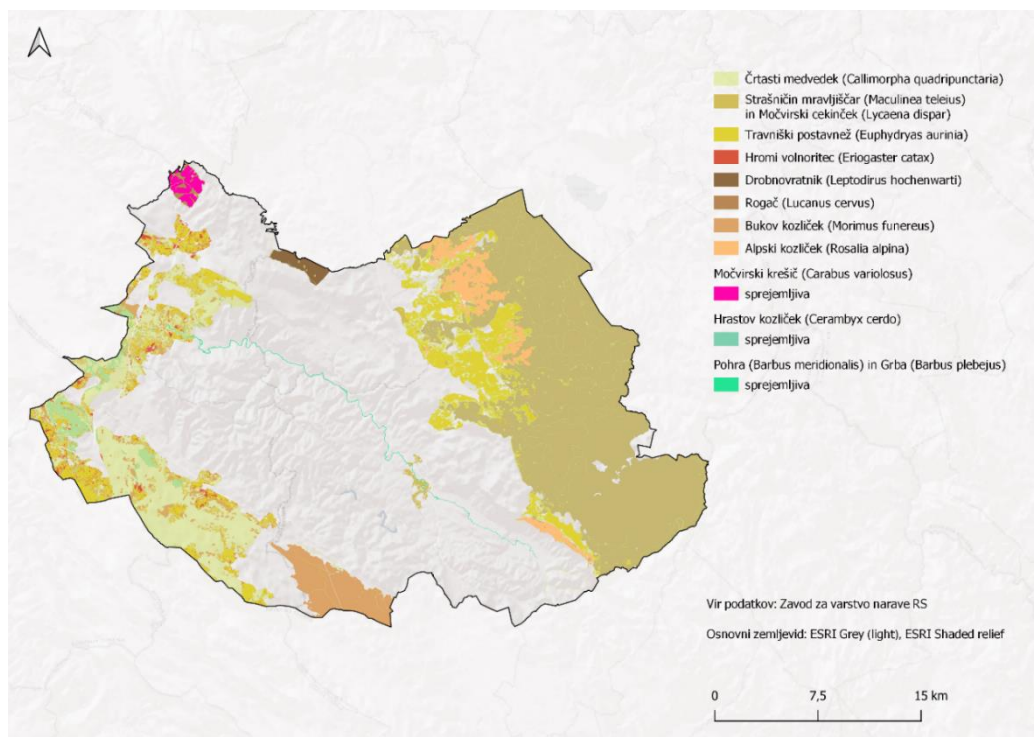 Črtasti medvedek (Callimorpha quadripunctaria)
Strašničin mravljiščar (Maculinea teleius)
in Močvirski cekinček (Lycaena dispar)
Travniški postavnež (Euphydryas aurinia)
Hromi volnoritec (Eriogaster catax)
Drobnovratnik (Leptodirus hochenwarti)
Rogač (Lucanus cervus)
Bukov kozliček (Morimus funereus)
Alpski kozliček (Rosalia alpina)
Močvirski krešič (Carabus variolosus)
sprejemljiva
Hrastov kozliček (Cerambyx cerdo)
sprejemljiva
Pohra (Barbus meridionalis) in Grba (Barbus plebejus)
sprejemljiva
Vir podatkov: Zavod za varstvo narave RS
Osnovni zemljevid: ESRI Grey (light), ESRI Shaded relief
0 7,5 15 km